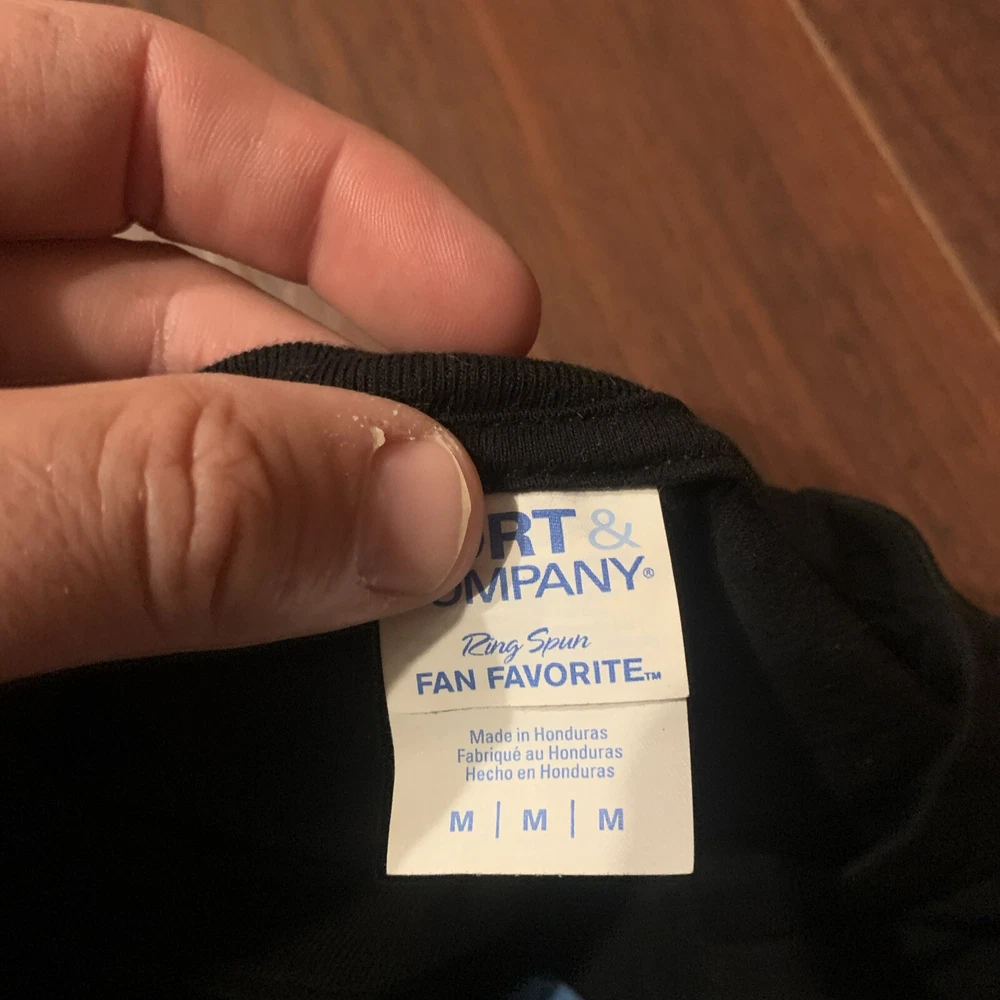 ORT &
OMPANY®
Ring Spun
FAN FAVORITE™
Made in Honduras
Fabriqué au Honduras
Hecho en Honduras
M | M | M